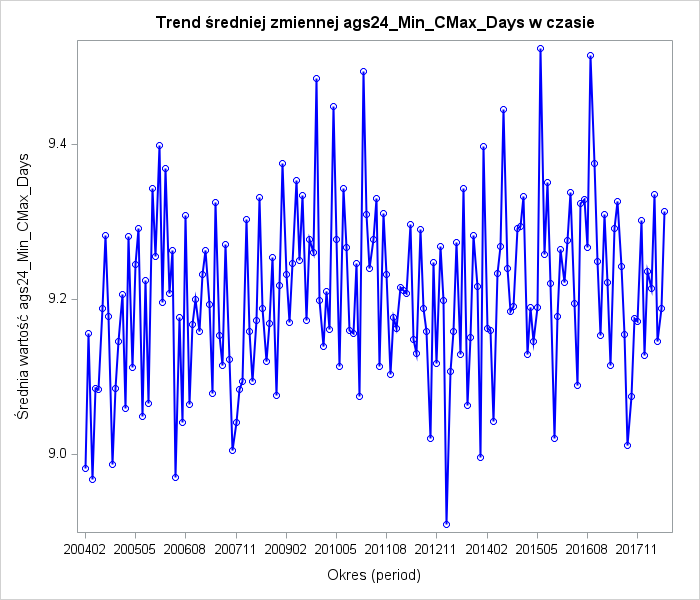 Trend średniej zmiennej ags24_Min_CMax_Days w czasie
Średnia wartość ags24_Min_CMax_Days
9.4
9.2
9.0
200402 200505 200608 200711 200902 201005 201108 201211 201402 201505 201608 201711
Okres (period)